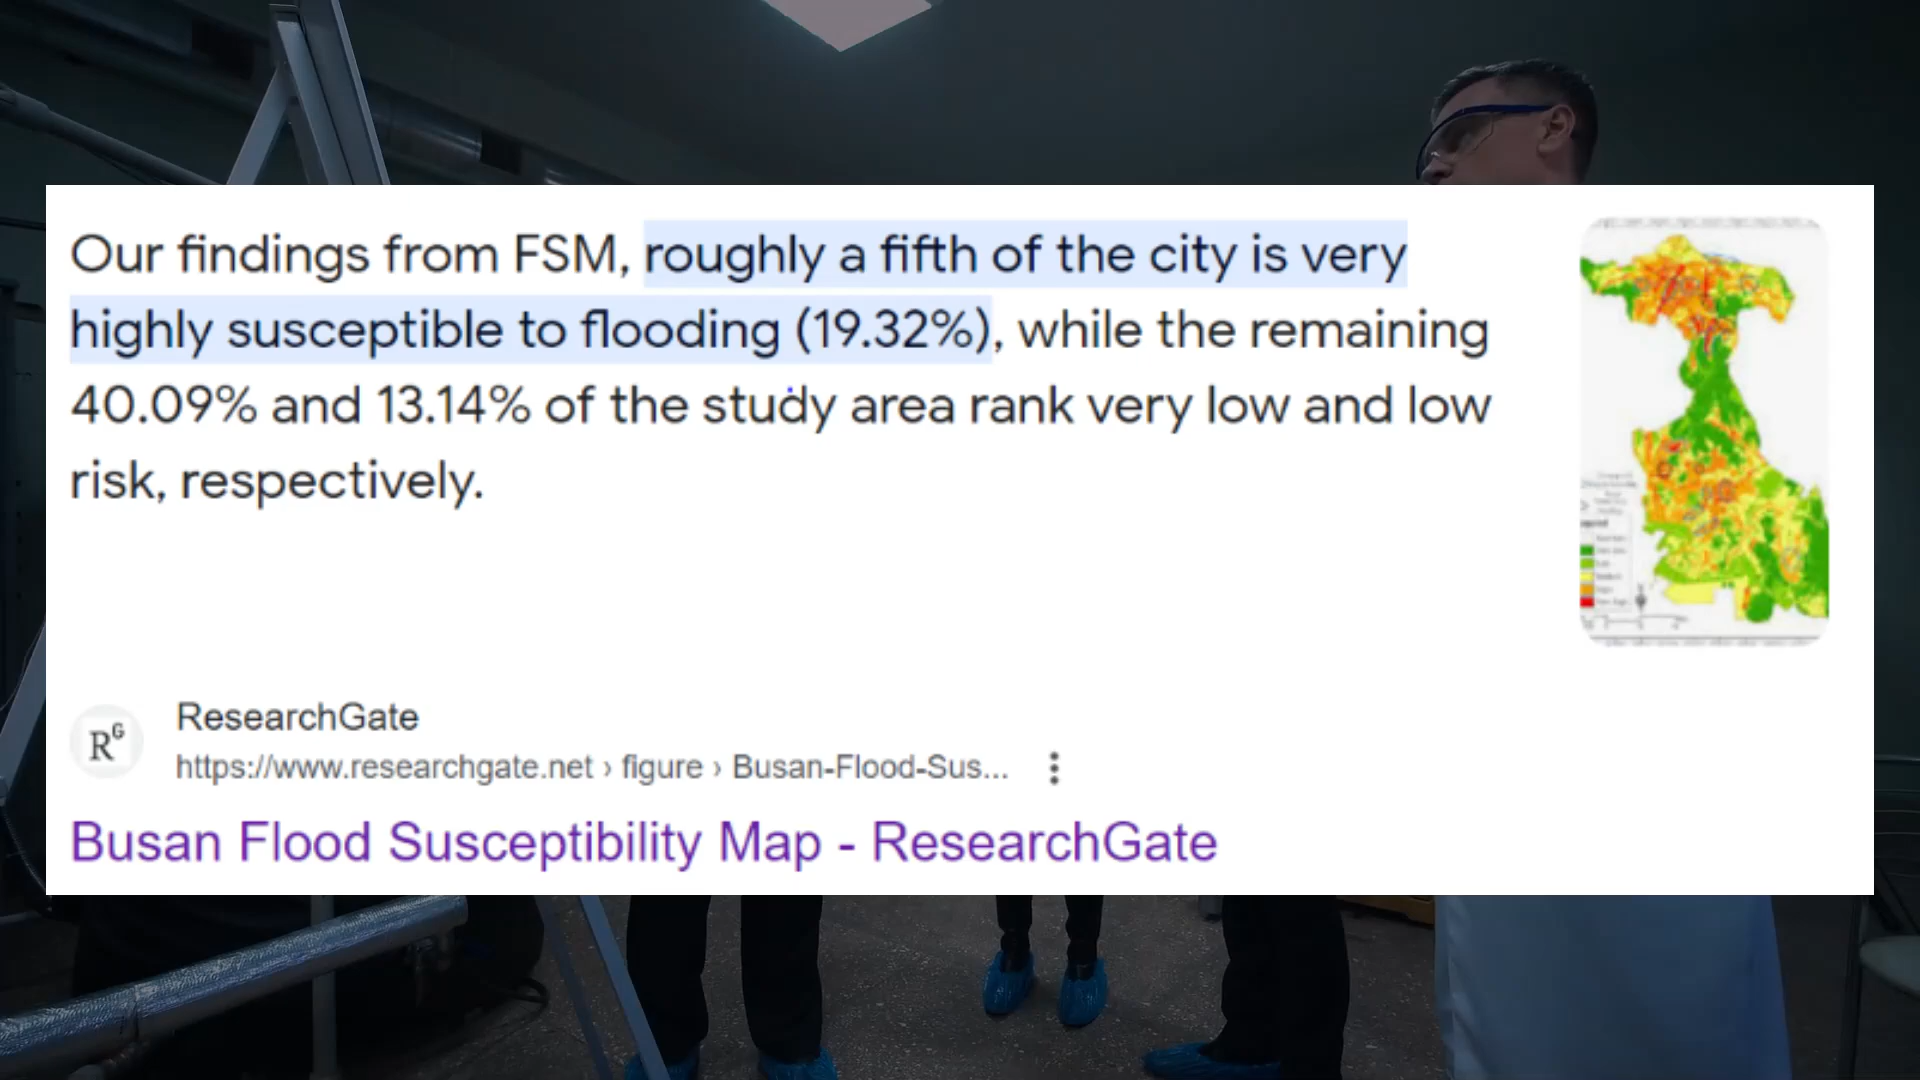 Our findings from FSM, roughly a fifth of the city is very
highly susceptible to flooding (19.32%), while the remaining
40.09% and 13.14% of the study area rank very low and low
risk, respectively.
RG
ResearchGate
https://www.researchgate.net › figure › Busan-Flood-Sus...
Busan Flood Susceptibility Map - ResearchGate